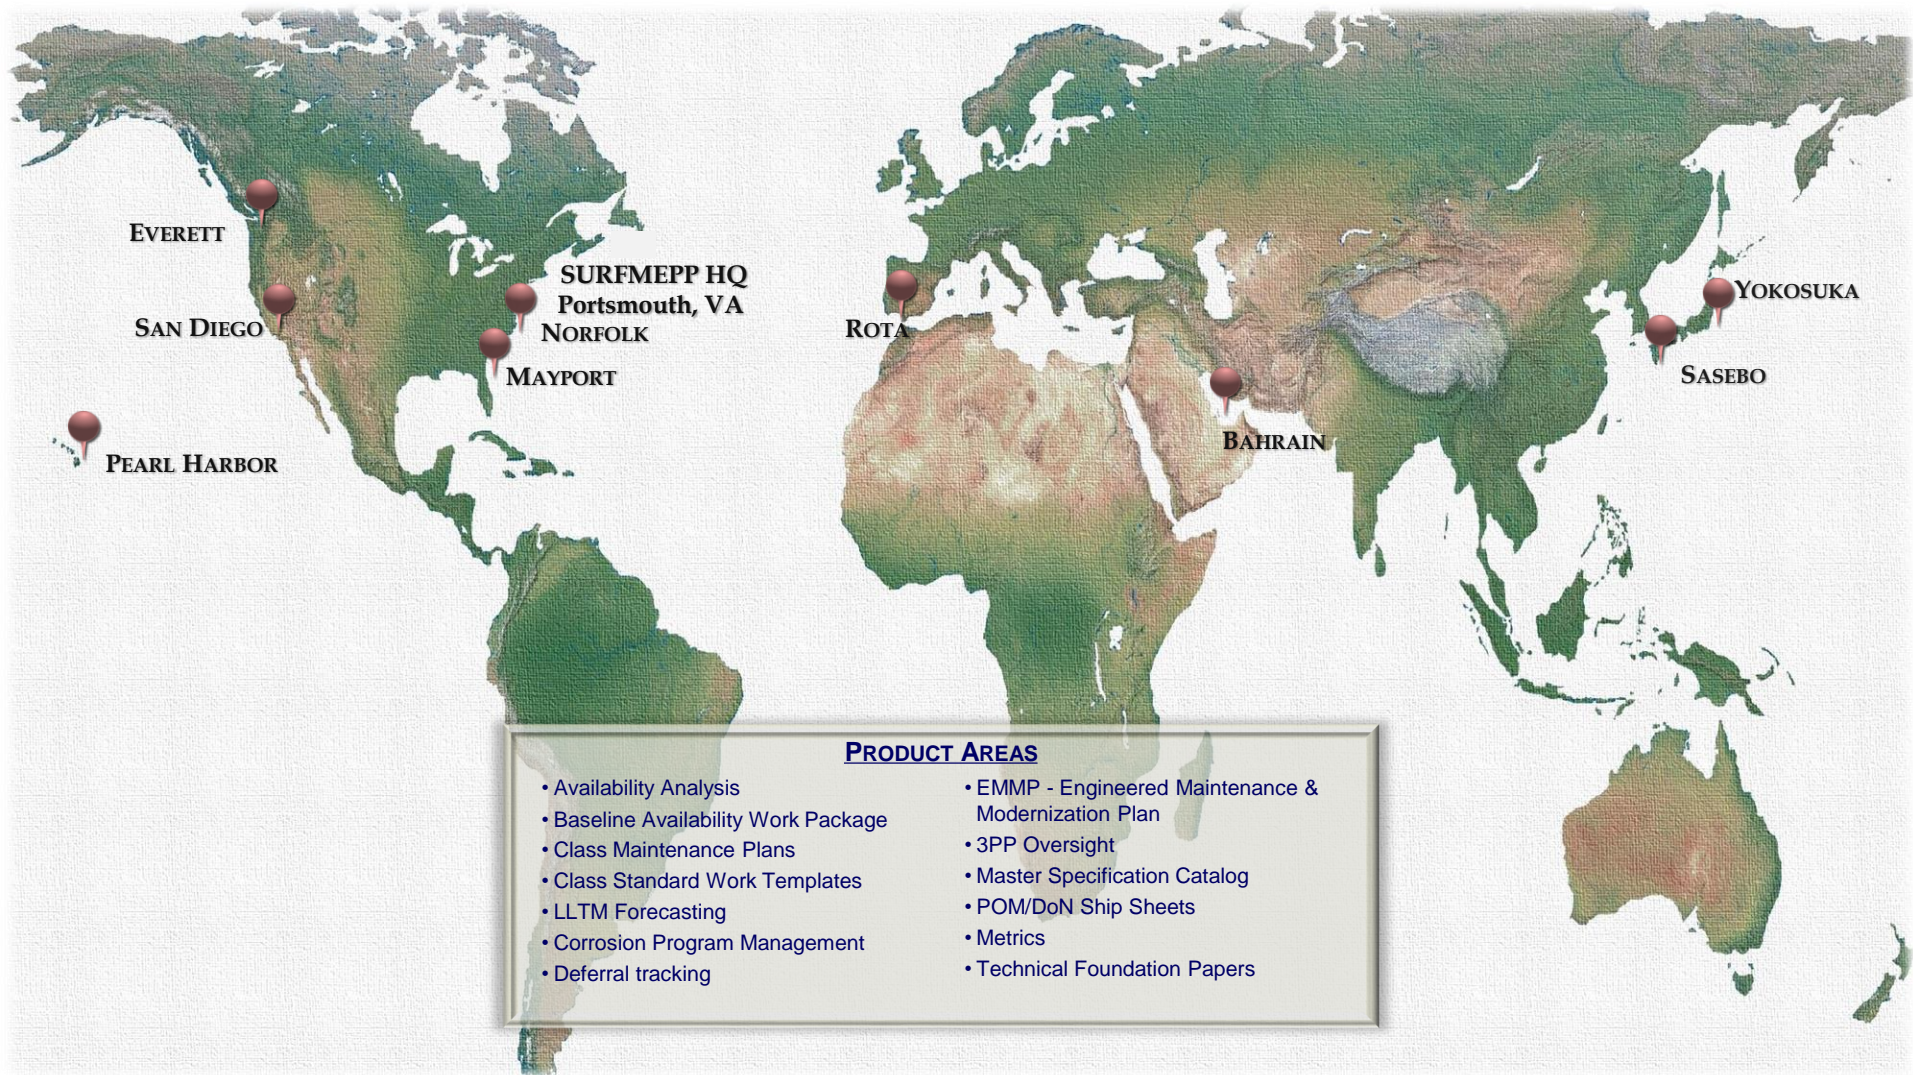 EVERETT
SURFMEPP HQ
Portsmouth, VA
NORFOLK
SAN DIEGO
MAYPORT
PEARL HARBOR
ROTA
BAHRAIN
YOKOSUKA
SASEBO
PRODUCT AREAS
• Availability Analysis
• Baseline Availability Work Package
• Class Maintenance Plans
• Class Standard Work Templates
• LLTM Forecasting
• Corrosion Program Management
• Deferral tracking
• EMMP - Engineered Maintenance &
Modernization Plan
• 3PP Oversight
• Master Specification Catalog
• POM/DoN Ship Sheets
• Metrics
• Technical Foundation Papers